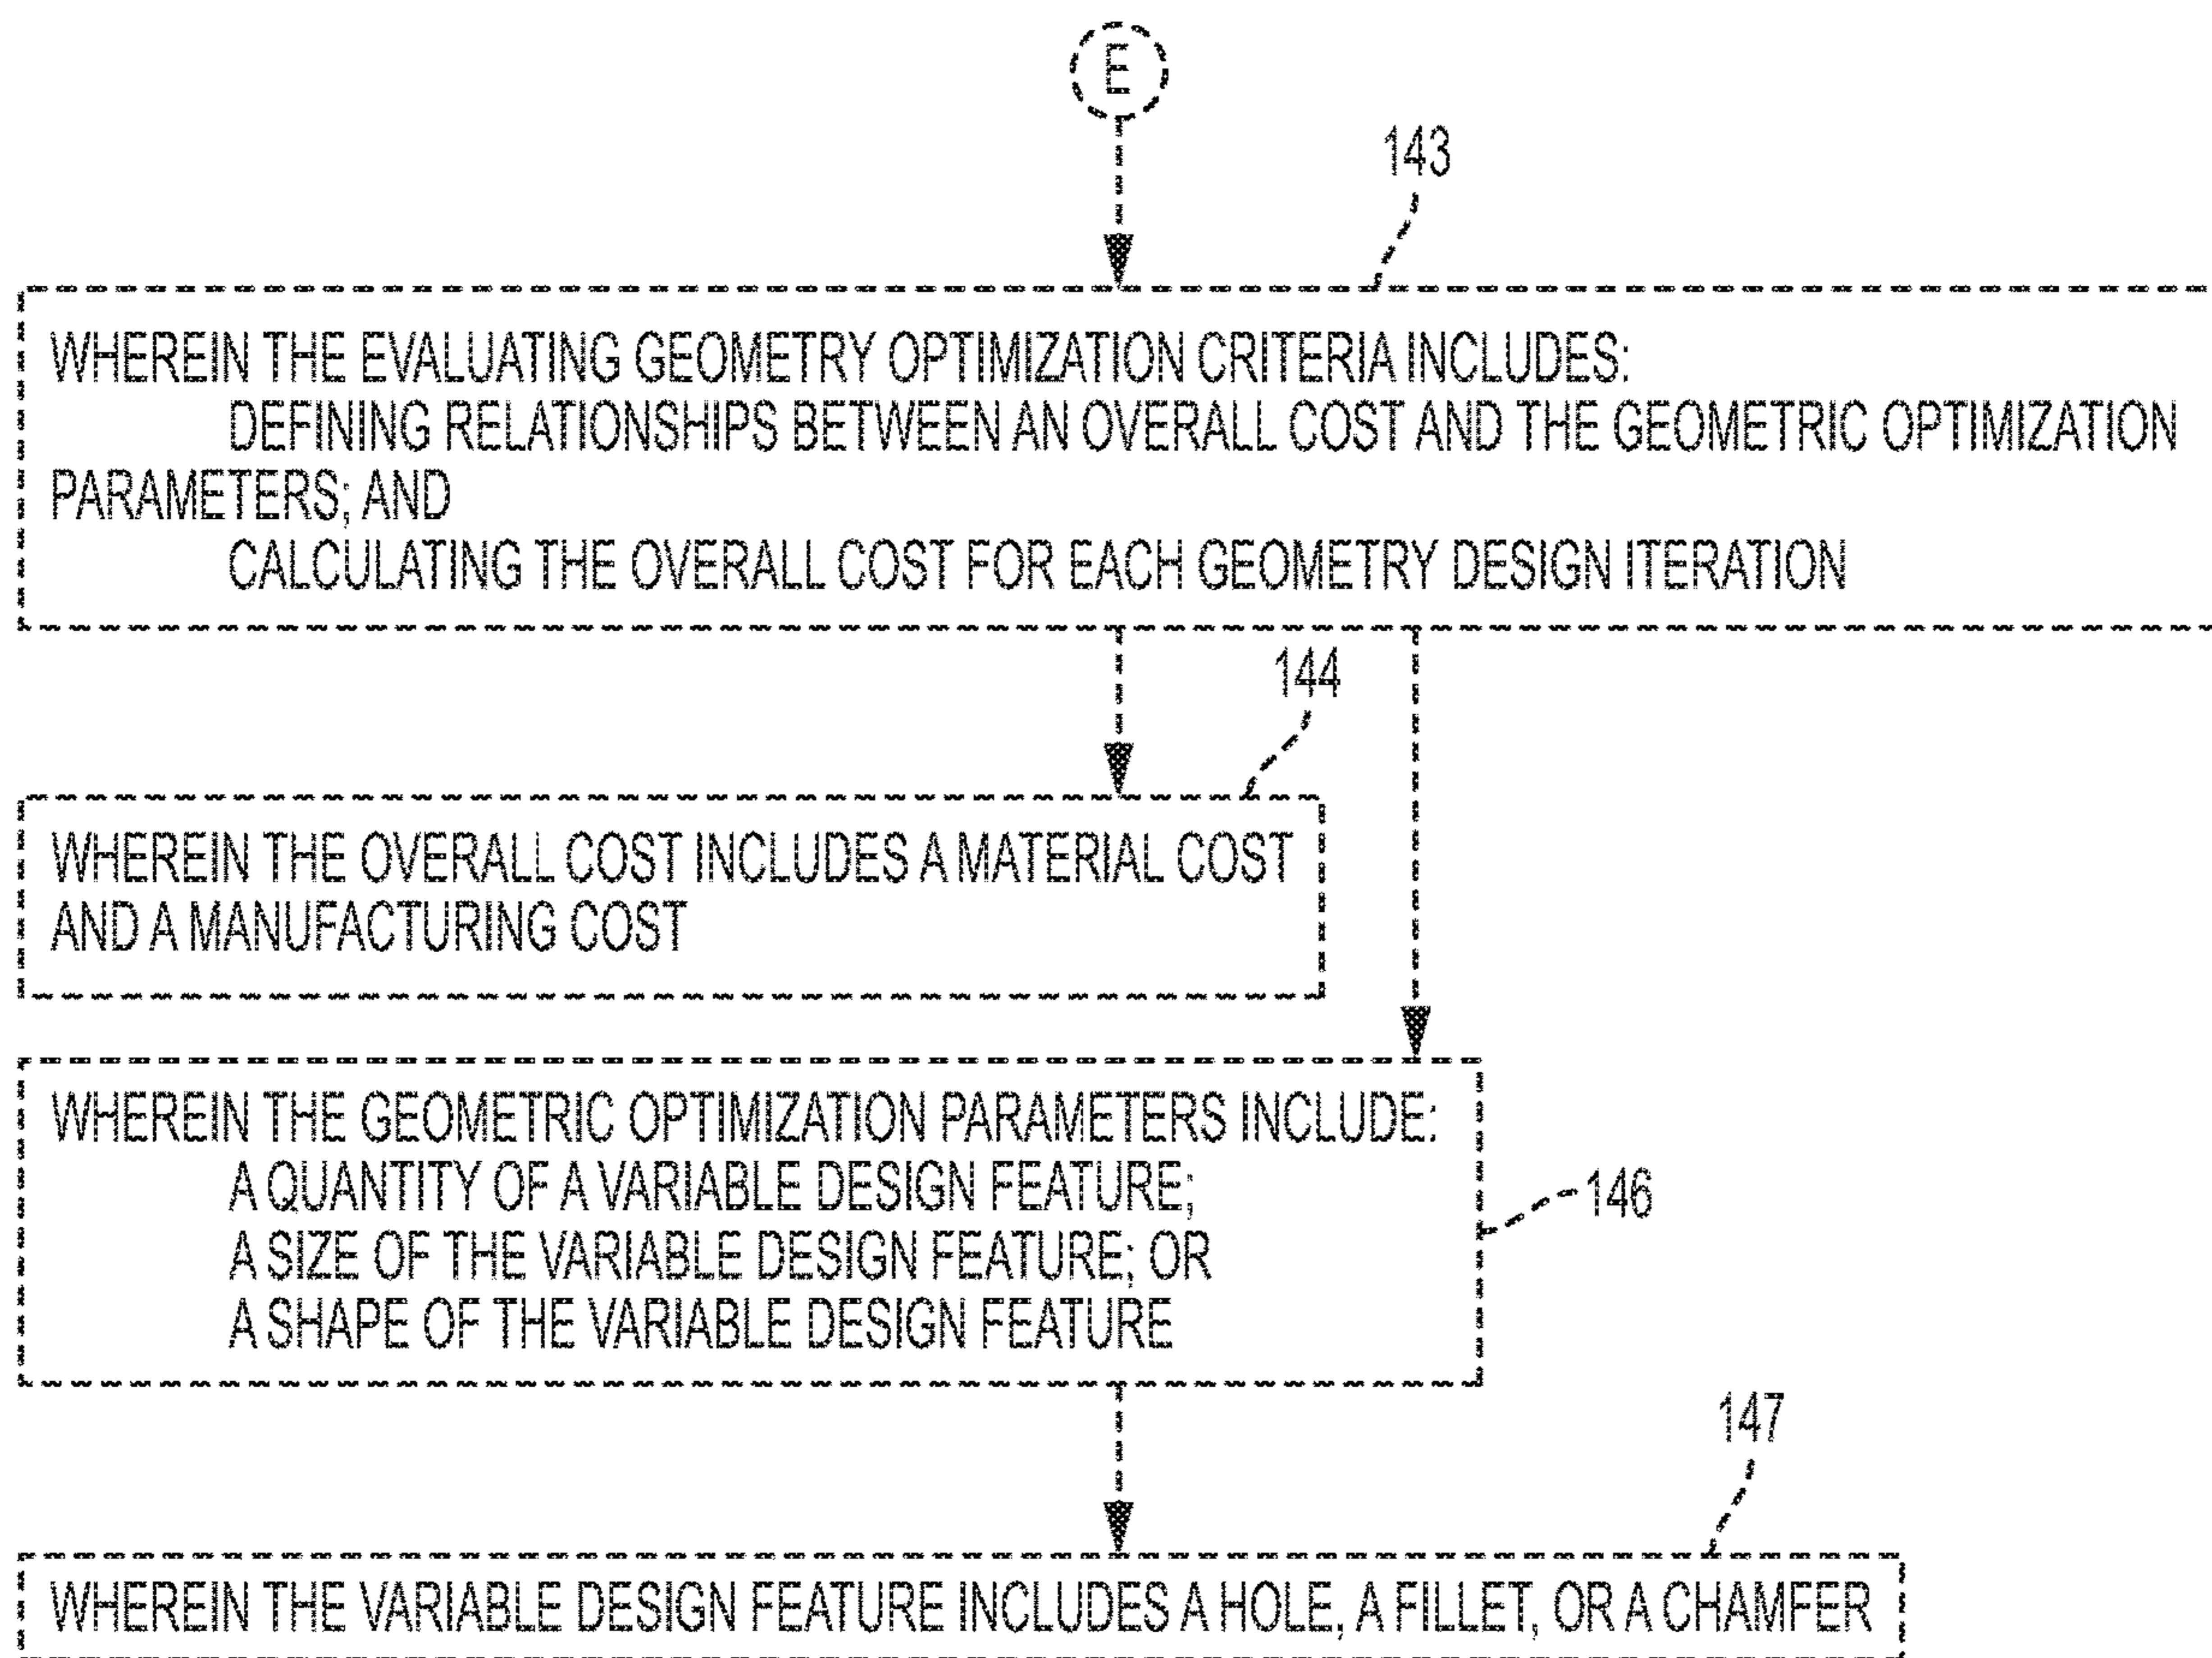 E
143
WHEREIN THE EVALUATING GEOMETRY OPTIMIZATION CRITERIA INCLUDES:
DEFINING RELATIONSHIPS BETWEEN AN OVERALL COST AND THE GEOMETRIC OPTIMIZATION
PARAMETERS; AND
CALCULATING THE OVERALL COST FOR EACH GEOMETRY DESIGN ITERATION
144
WHEREIN THE OVERALL COST INCLUDES A MATERIAL COST
AND A MANUFACTURING COST
WHEREIN THE GEOMETRIC OPTIMIZATION PARAMETERS INCLUDE:
A QUANTITY OF A VARIABLE DESIGN FEATURE;
A SIZE OF THE VARIABLE DESIGN FEATURE; OR
A SHAPE OF THE VARIABLE DESIGN FEATURE
146
147
WHEREIN THE VARIABLE DESIGN FEATURE INCLUDES A HOLE, A FILLET, OR A CHAMFER